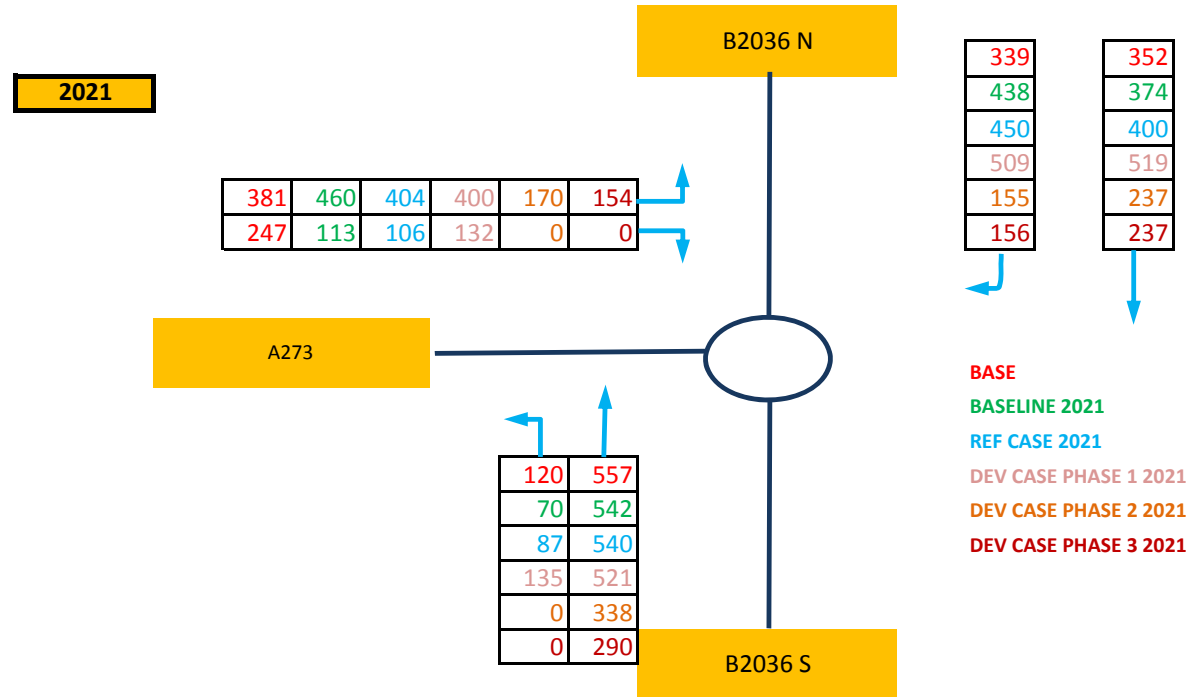 B2036 N
2021
339 352
438 374
450 400
509 519
155 237
156 237
381 460 404 400 170 154
247 113 106 132 0 0
A273
BASE
BASELINE 2021
REF CASE 2021
DEV CASE PHASE 1 2021
DEV CASE PHASE 2 2021
DEV CASE PHASE 3 2021
120 557
70 542
87 540
135 521
0 338
0 290
B2036 S